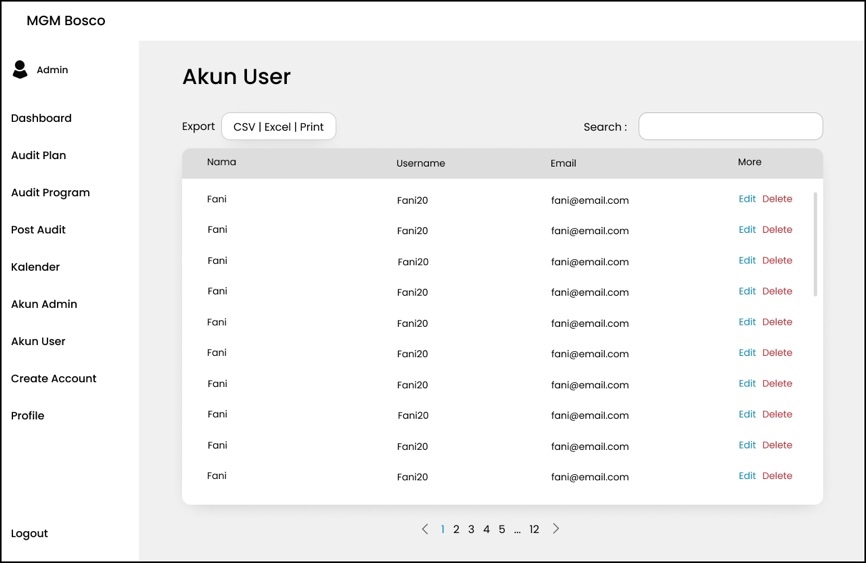 MGM Bosco
Admin
Dashboard
Audit Plan
Audit Program
Post Audit
Kalender
Akun Admin
Akun User
Create Account
Profile
Logout
Akun User
Export CSV | Excel | Print Search :
Nama Username Email More
Fani Fani20 fani@email.com Edit Delete
Fani Fani20 fani@email.com Edit Delete
Fani Fani20 fani@email.com Edit Delete
Fani Fani20 fani@email.com Edit Delete
Fani Fani20 fani@email.com Edit Delete
Fani Fani20 fani@email.com Edit Delete
Fani Fani20 fani@email.com Edit Delete
Fani Fani20 fani@email.com Edit Delete
Fani Fani20 fani@email.com Edit Delete
Fani Fani20 fani@email.com Edit Delete
< 1 2 3 4 5 ... 12 >